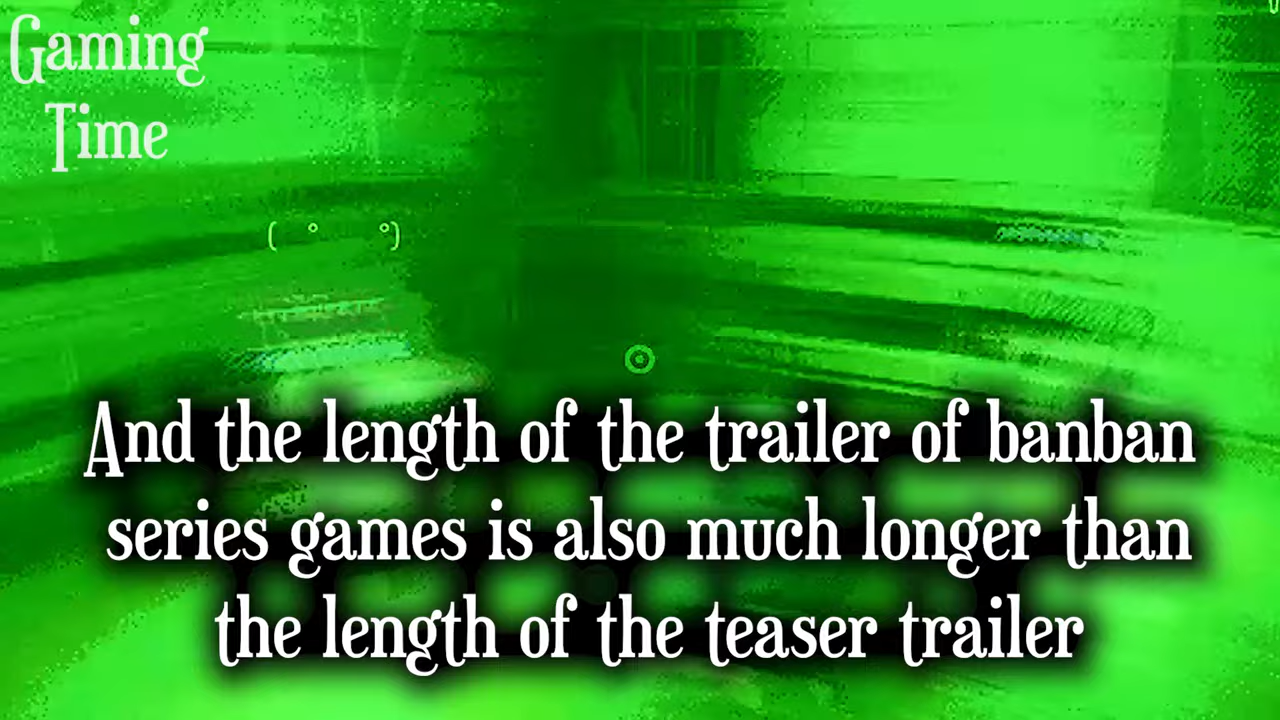 Gaming
Time
And the length of the trailer of banban
series games is also much longer than
the length of the teaser trailer